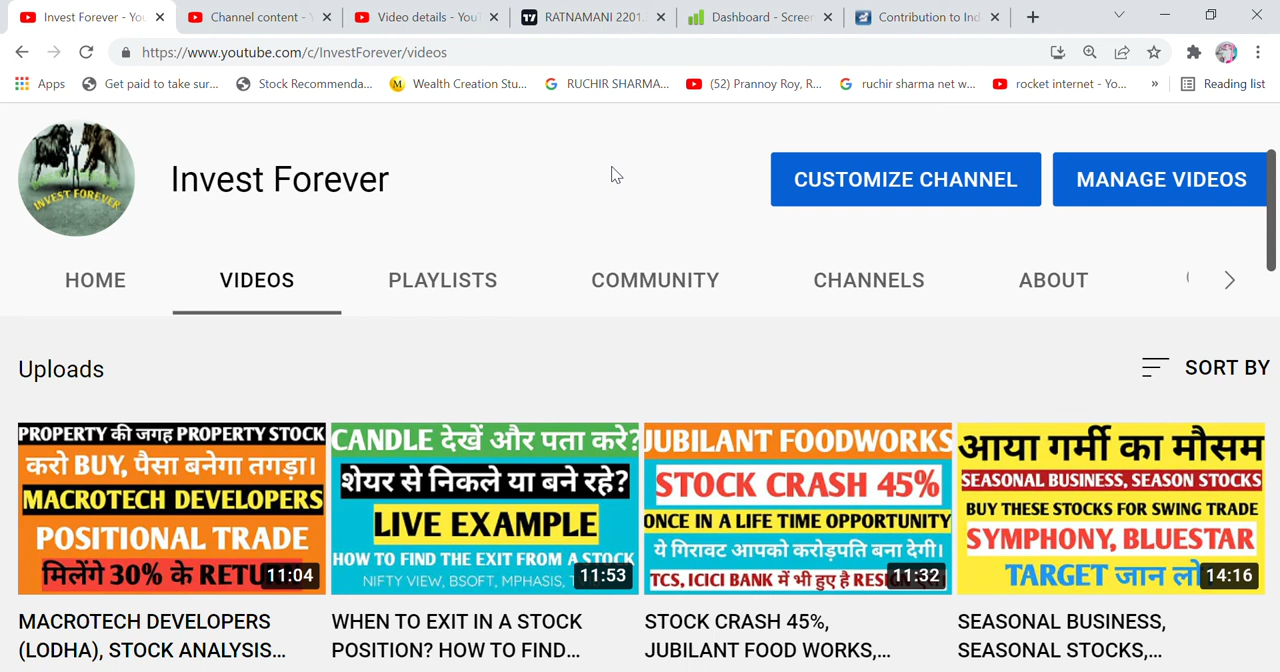 Invest Forever - You
Channel content - Y
Video details - YouT
RATNAMANI 2201.
Dashboard - Screer
Contribution to Ind
https://www.youtube.com/c/InvestForever/videos
Apps
Get paid to take sur...
Stock Recommenda...
Wealth Creation Stu...
RUCHIR SHARMA...
(52) Prannoy Roy, R...
ruchir sharma net w...
rocket internet - Yo...
»
Reading list
INVEST FOREVER
Invest Forever
CUSTOMIZE CHANNEL
MANAGE VIDEOS
HOME
VIDEOS
PLAYLISTS
COMMUNITY
CHANNELS
ABOUT
Uploads
SORT BY
PROPERTY की जगह PROPERTY STOCK
करो BUY, पैसा बनेगा तगड़ा।
MACROTECH DEVELOPERS
POSITIONAL TRADE
मिलेंगे 30% के
11:04
CANDLE देखें और पता करे?
शेयर से निकले या बने रहे?
LIVE EXAMPLE
HOW TO FIND THE EXIT FROM A STOCK
NIFTY VIEW, BSOFT, MPHASIS,
11:53
JUBILANT FOODWORKS
STOCK CRASH 45%
ONCE IN A LIFE TIME OPPORTUNITY
ये गिरावट आपको करोड़पति बना देगी।
TCS, ICICI BANK में भी हुए है
11:32
आया गर्मी का मौसम
SEASONAL BUSINESS, SEASON STOCKS
BUY THESE STOCKS FOR SWING TRADE
SYMPHONY, BLUESTAR
TARGET जान लो
14:16
MACROTECH DEVELOPERS
(LODHA), STOCK ANALYSIS...
WHEN TO EXIT IN A STOCK
POSITION? HOW TO FIND...
STOCK CRASH 45%,
JUBILANT FOOD WORKS,...
SEASONAL BUSINESS,
SEASONAL STOCKS,...